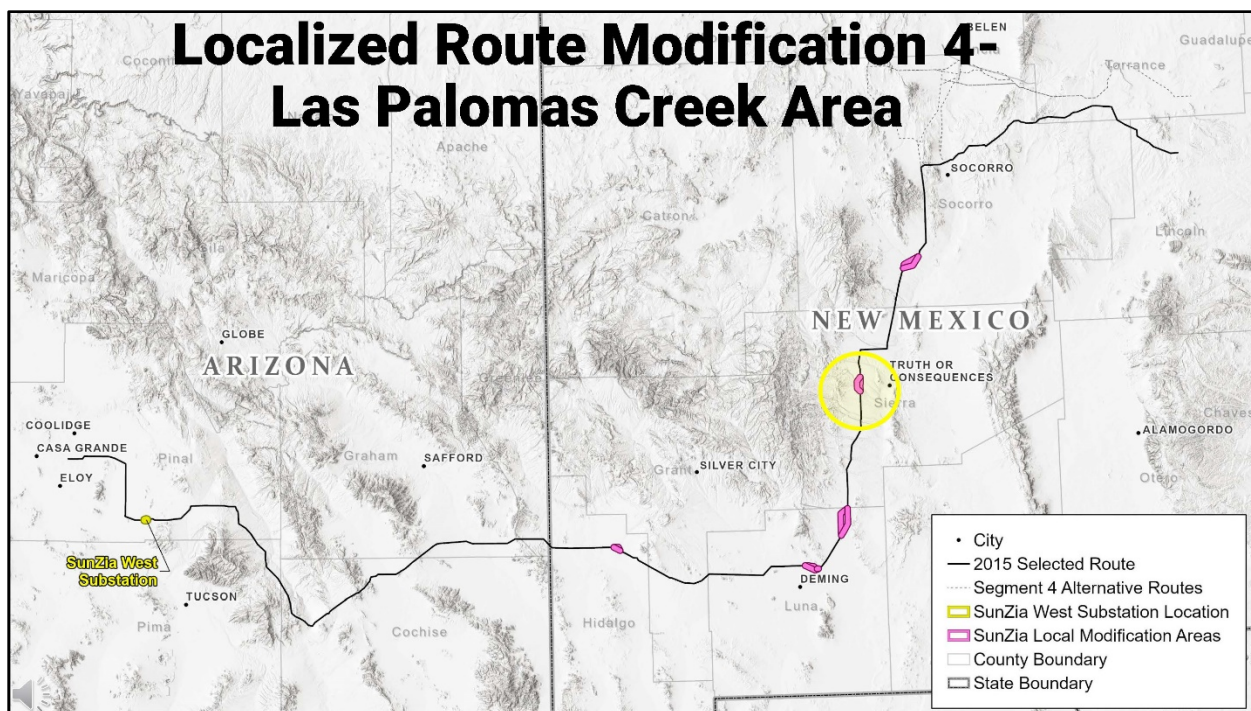 Localized Route Modification 4-
Las Palomas Creek Area
BELEN
Guadalupe
Torrance
Yavapai
Apache
SOCORRO
Socorro
Catron
Lincoln
Maricopa
GLOBE
NEW MEXICO
ARIZONA
TRUTH OR
CONSEQUENCES
Greenlee
Sierra
Chaves
COOLIDGE
ALAMOGORDO
CASA GRANDE
Pinal
Graham
SAFFORD
Grant
SILVER CITY
ELOY
Otero
SunZia West
Substation
DEMING
TUCSON
Luna
Pima
Cochise
Hidalgo
City
2015 Selected Route
Segment 4 Alternative Routes
SunZia West Substation Location
SunZia Local Modification Areas
County Boundary
State Boundary